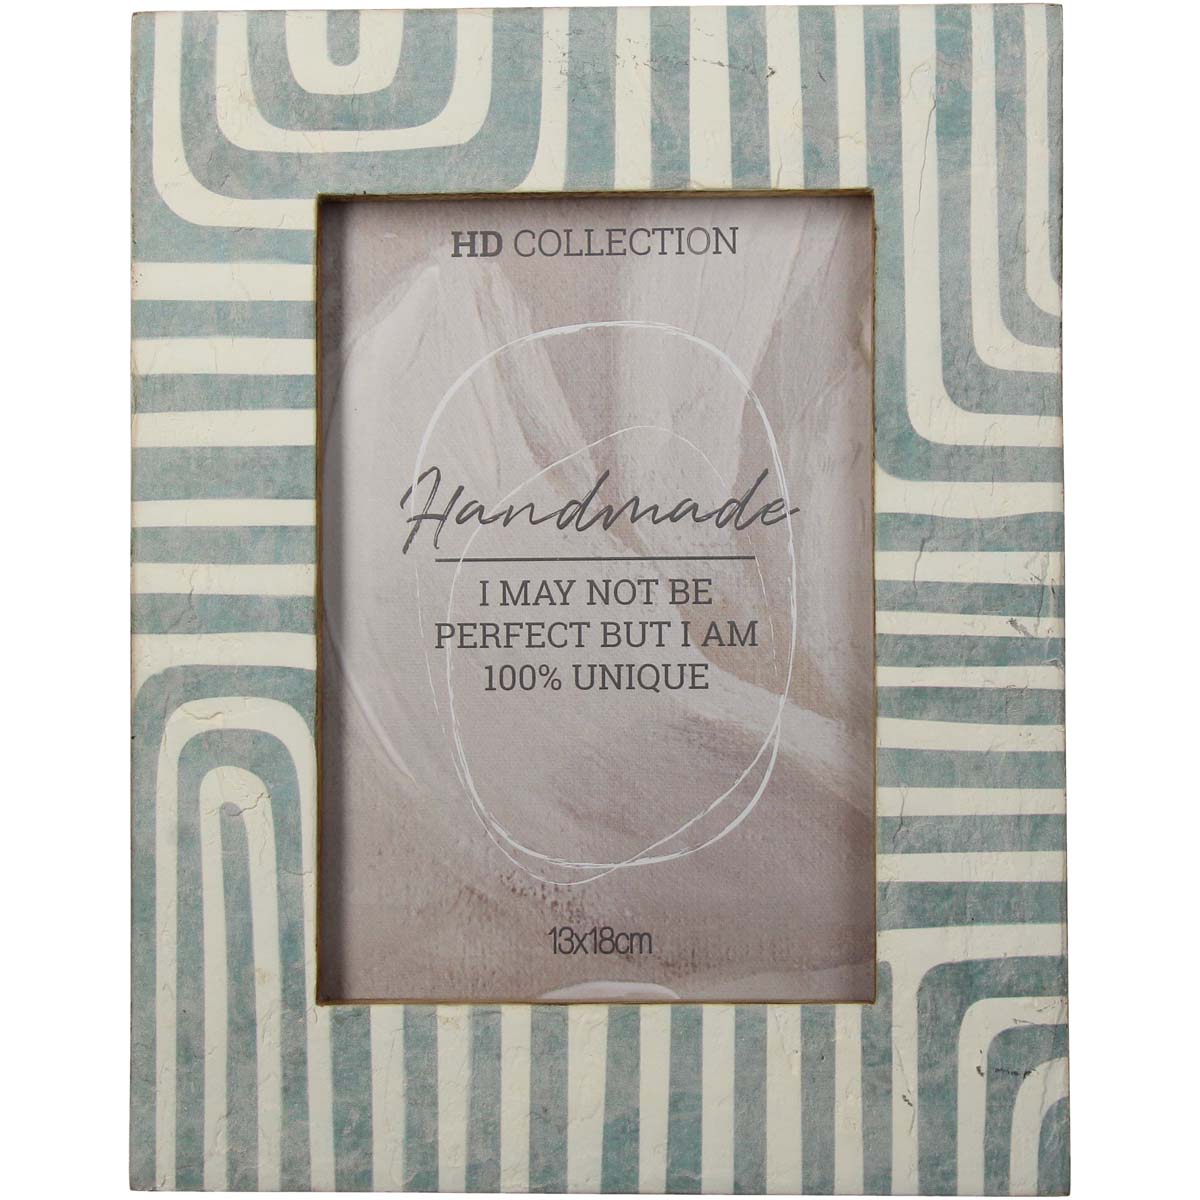 HD COLLECTION
Handmade
I MAY NOT BE
PERFECT BUT I AM
100% UNIQUE
13x18cm